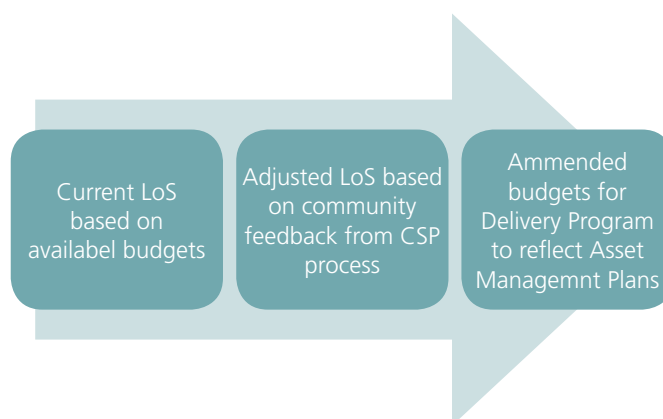 Current LoS
based on
availabel budgets
Adjusted LoS based
on community
feedback from CSP
process
Ammended
budgets for
Delivery Program
to reflect Asset
Managemnt Plans